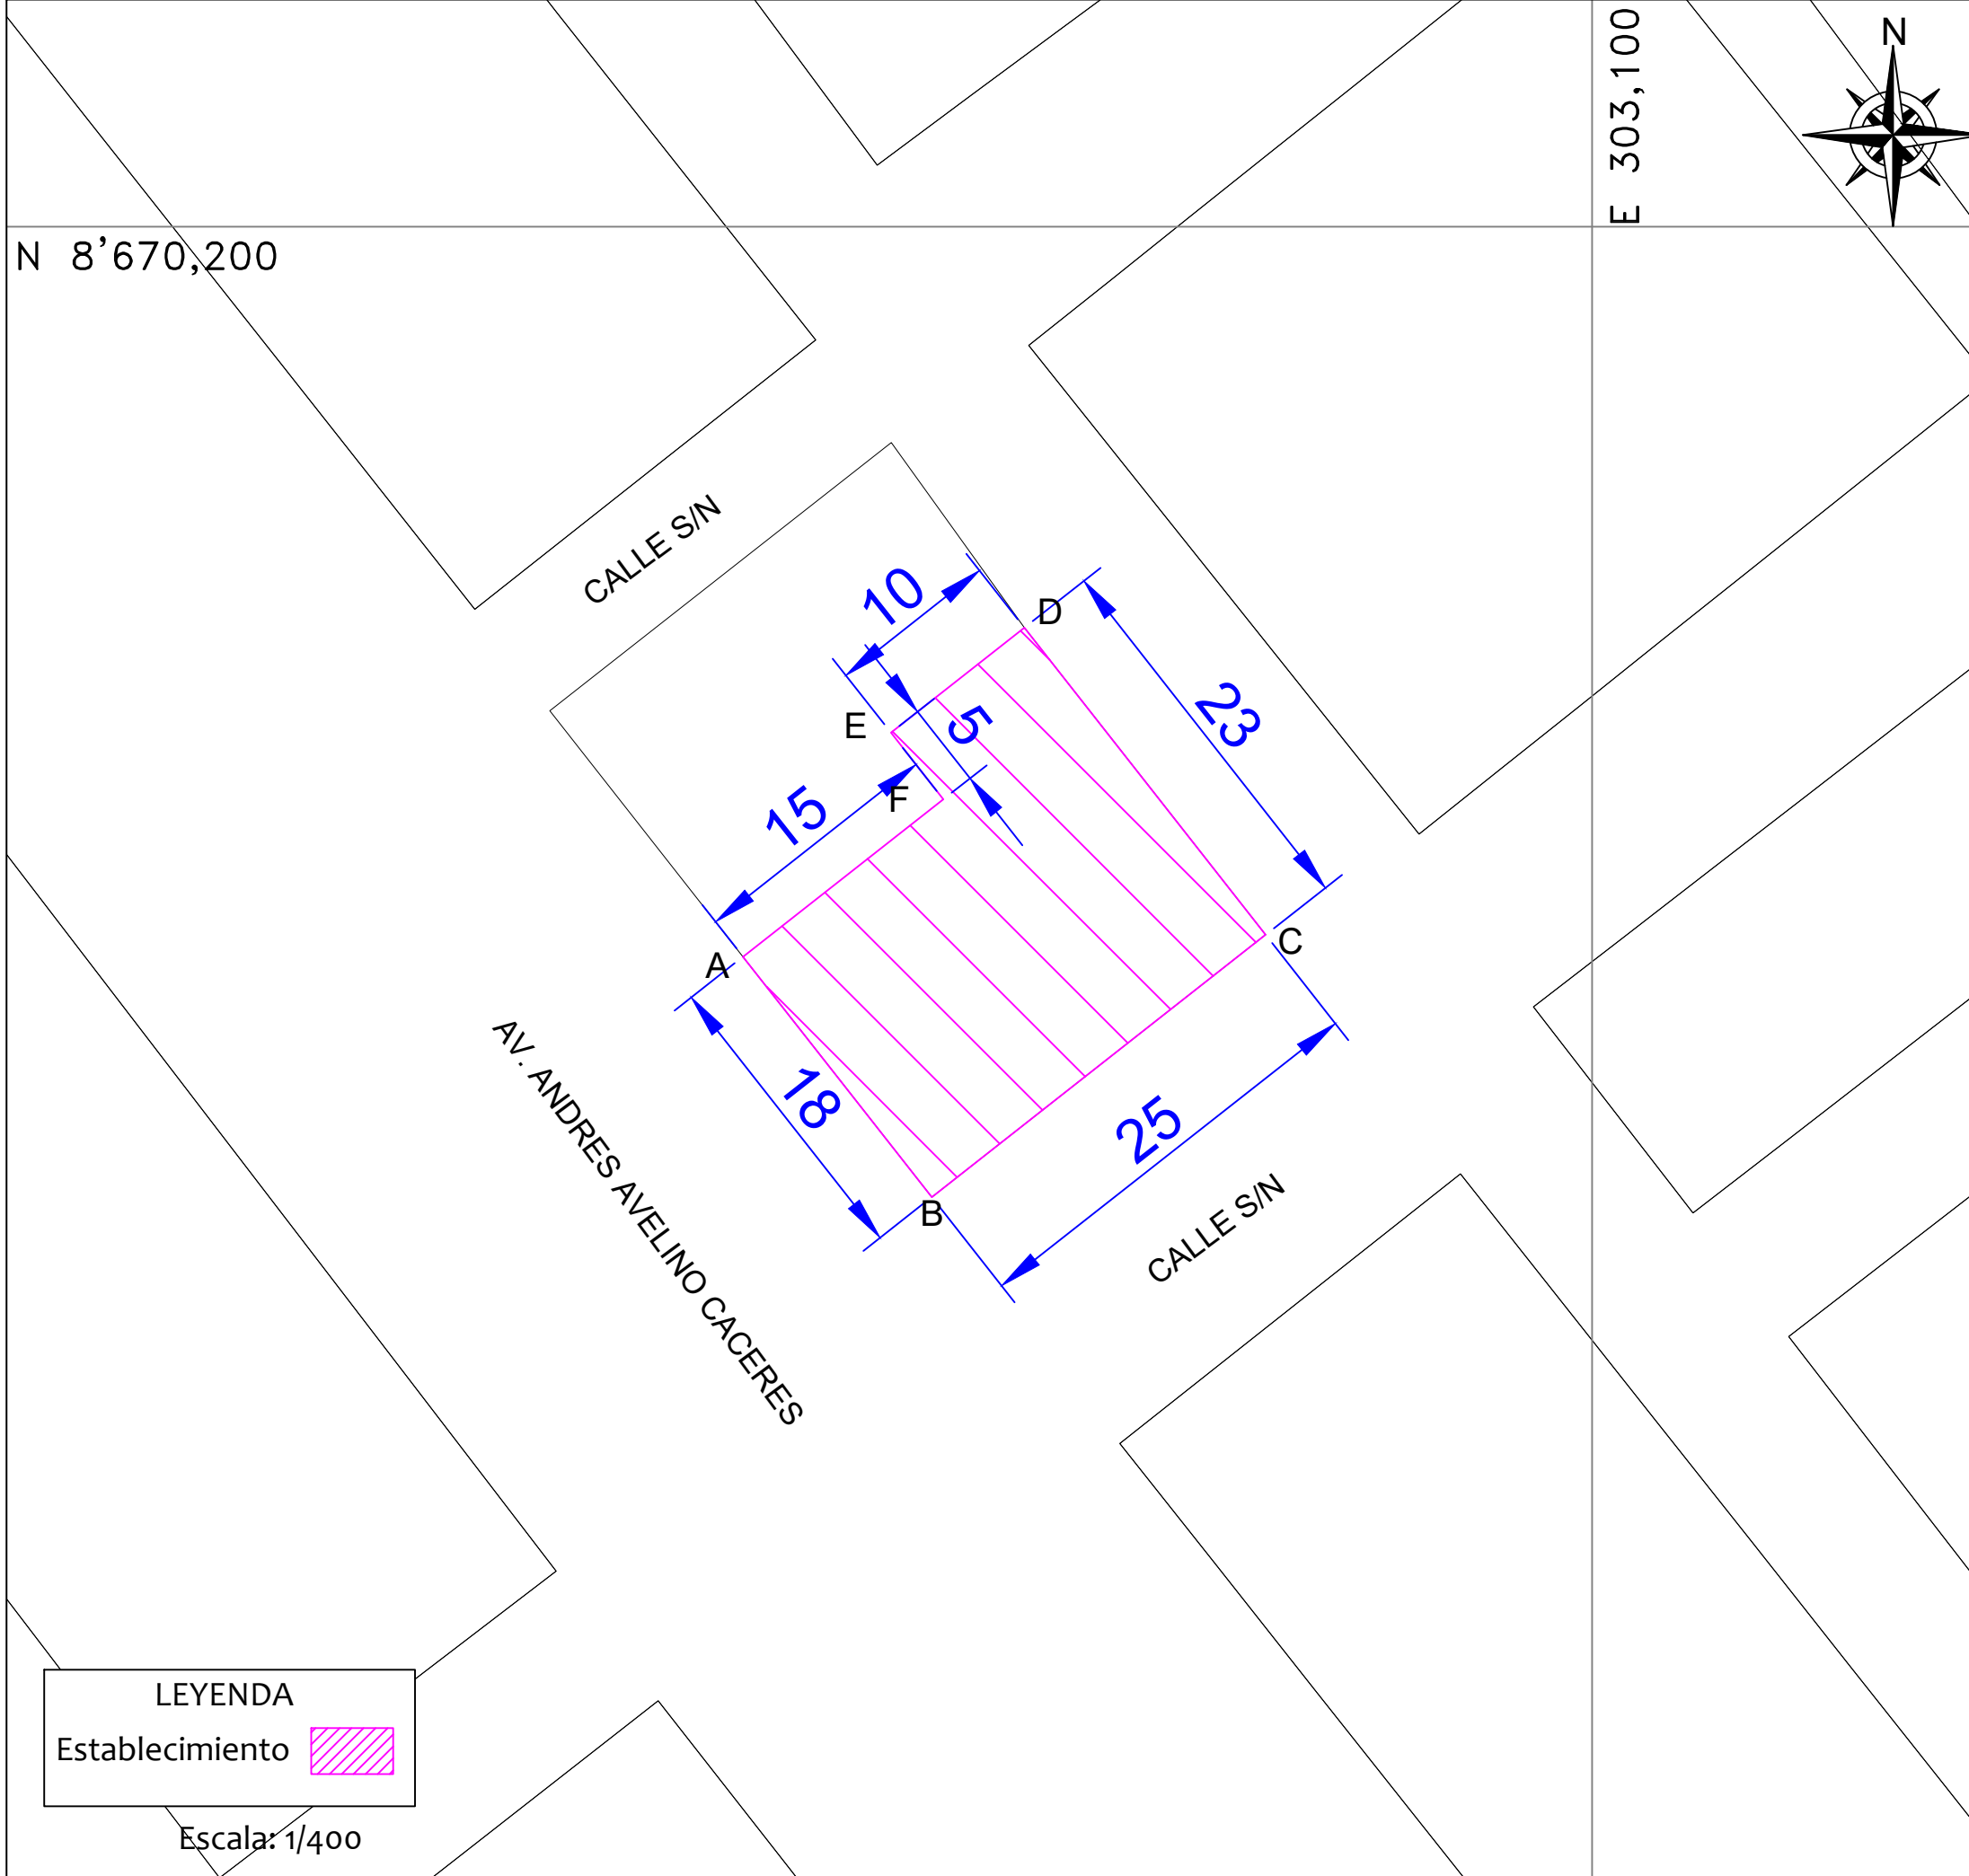 E 303,100
N
N 8'670,200
CALLE S/N
10
D
23
E
5
15
F
A
C
18
25
B
AV. ANDRES AVELINO CACERES
CALLE S/N
LEYENDA
Establecimiento
Escala: 1/400